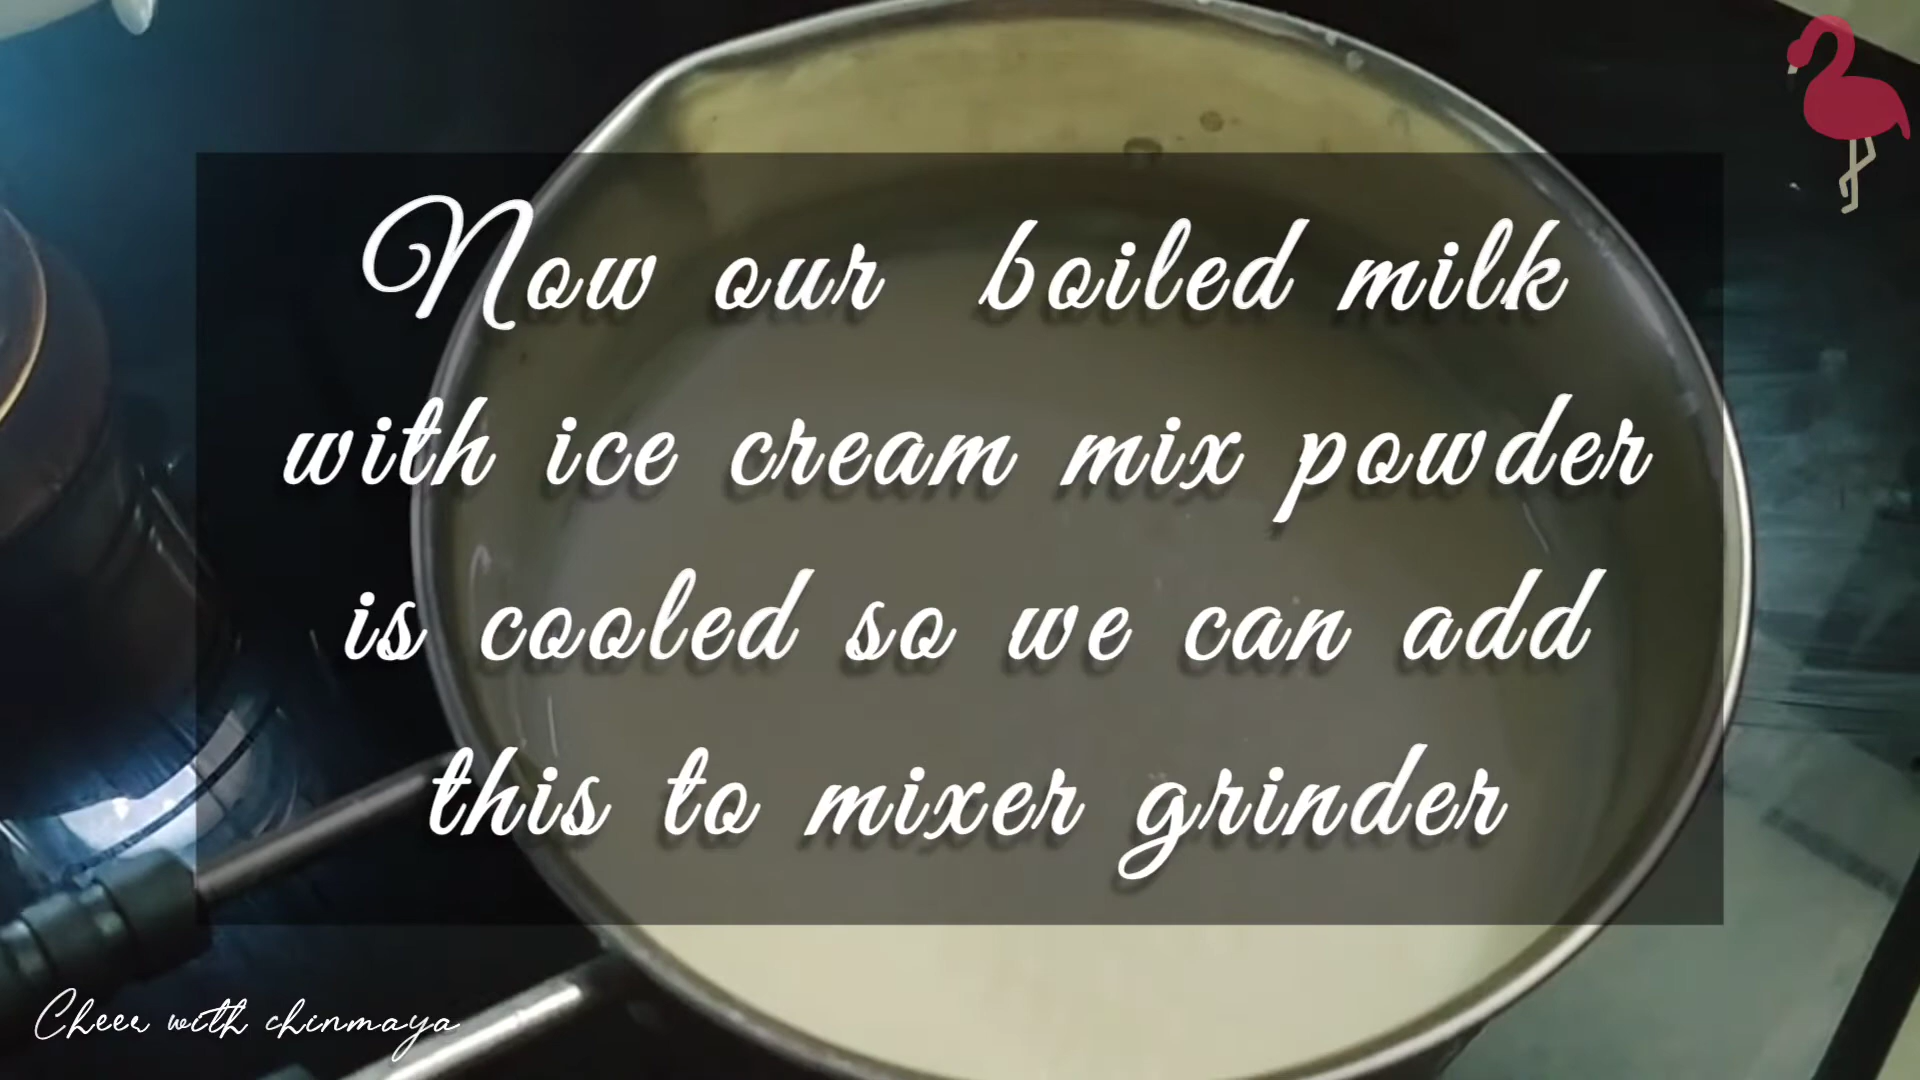 Now our boiled milk
with ice cream mix powder
is cooled so we can add
this to mixer grinder
Cheer with chinmaya